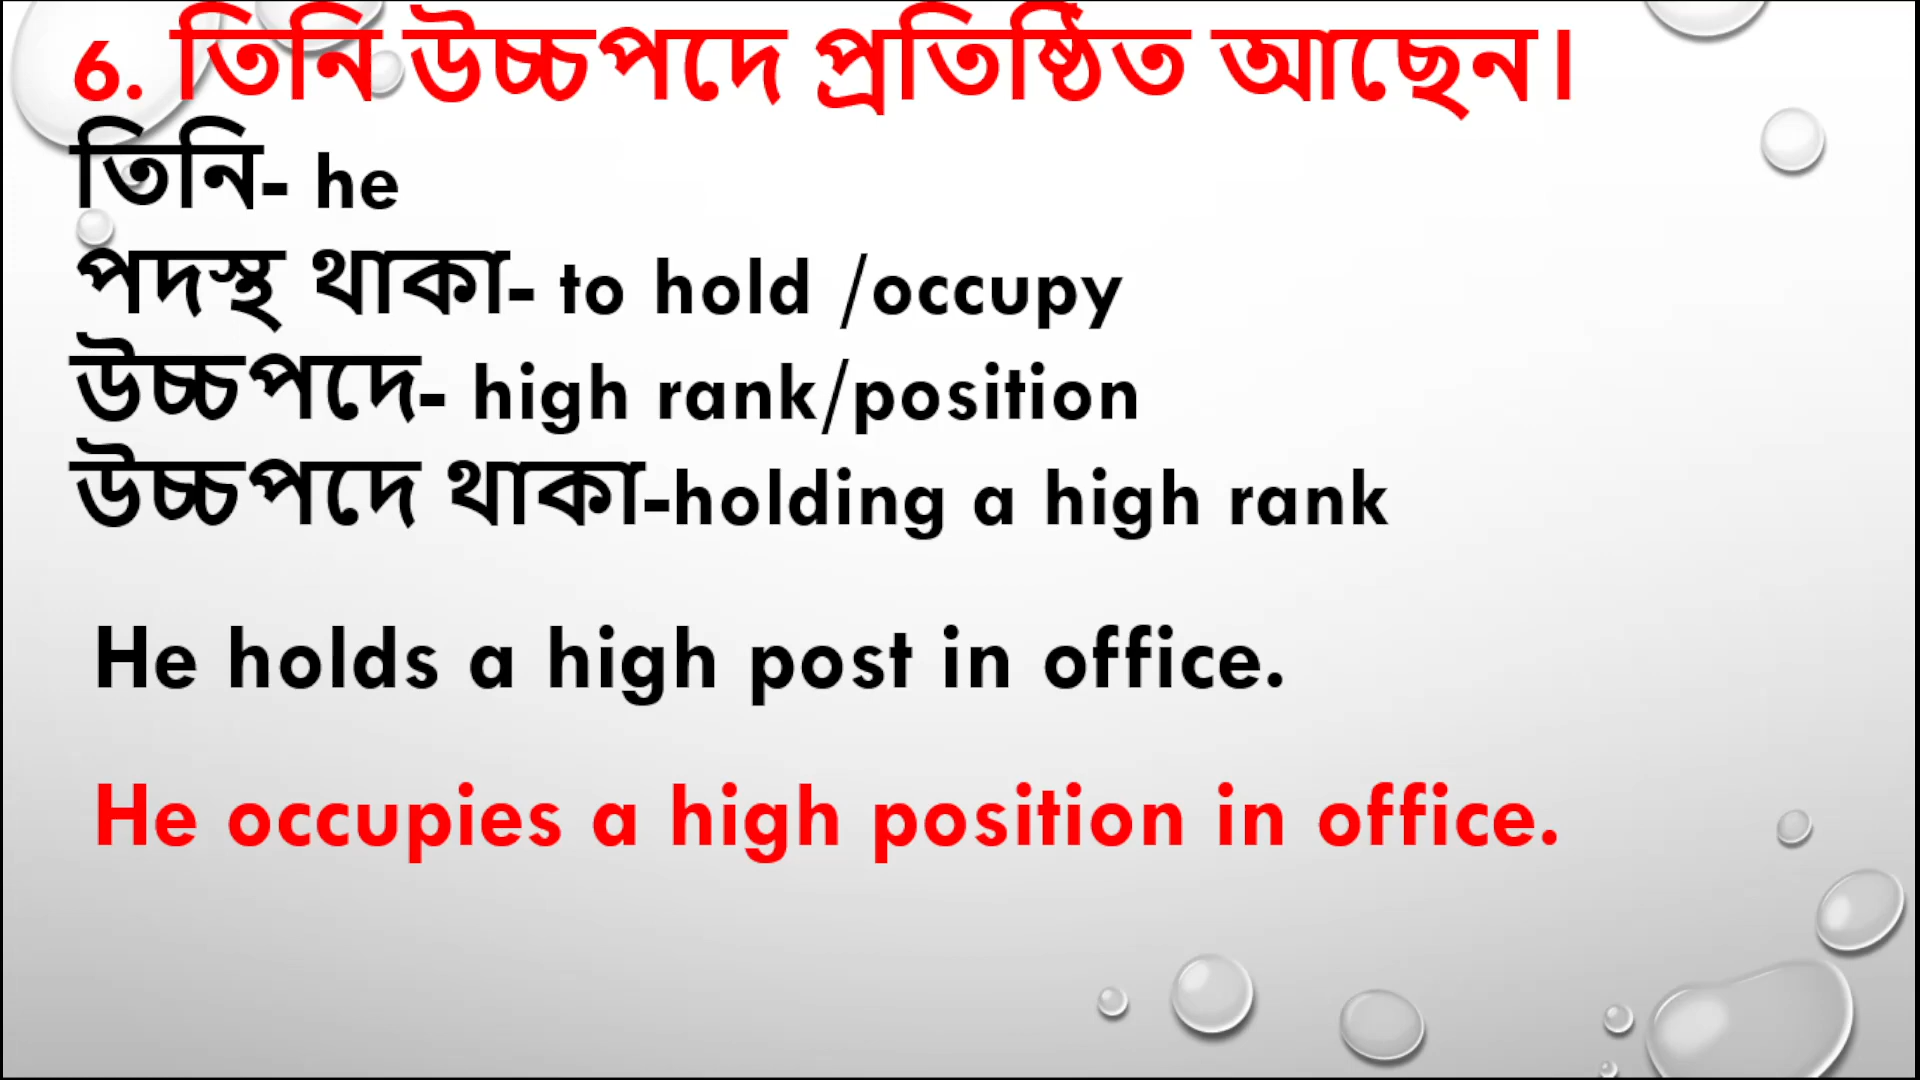 6. তিনি উচ্চপদে প্রতিষ্ঠিত আছেন।
তিনি- he
পদস্থ থাকা- to hold /occupy
উচ্চপদে- high rank/position
উচ্চপদে থাকা-holding a high rank
He holds a high post in office.
He occupies a high position in office.